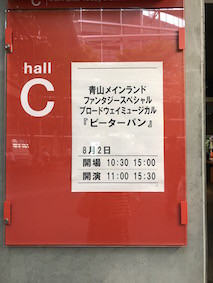 hall
C
青山メインランド
ファンタジースペシャル
ブロードウェイミュージカル
『ピーターパン』
8月2日
開場 10:30 15:00
開演 11:00 15:30